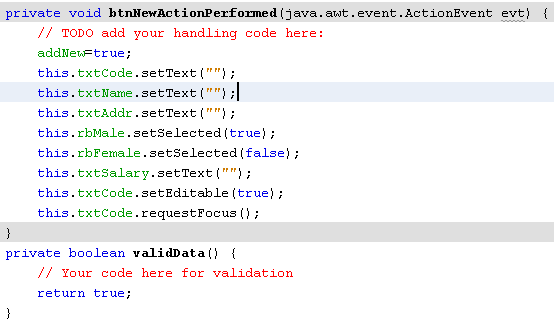 private void btnNewActionPerformed(java.awt.event.ActionEvent evt) {
    // TODO add your handling code here:
    addNew=true;
    this.txtCode.setText("");
    this.txtName.setText("");
    this.txtAddr.setText("");
    this.rbMale.setSelected(true);
    this.rbFemale.setSelected(false);
    this.txtSalary.setText("");
    this.txtCode.setEditable(true);
    this.txtCode.requestFocus();
}
private boolean validData() {
    // Your code here for validation
    return true;
}